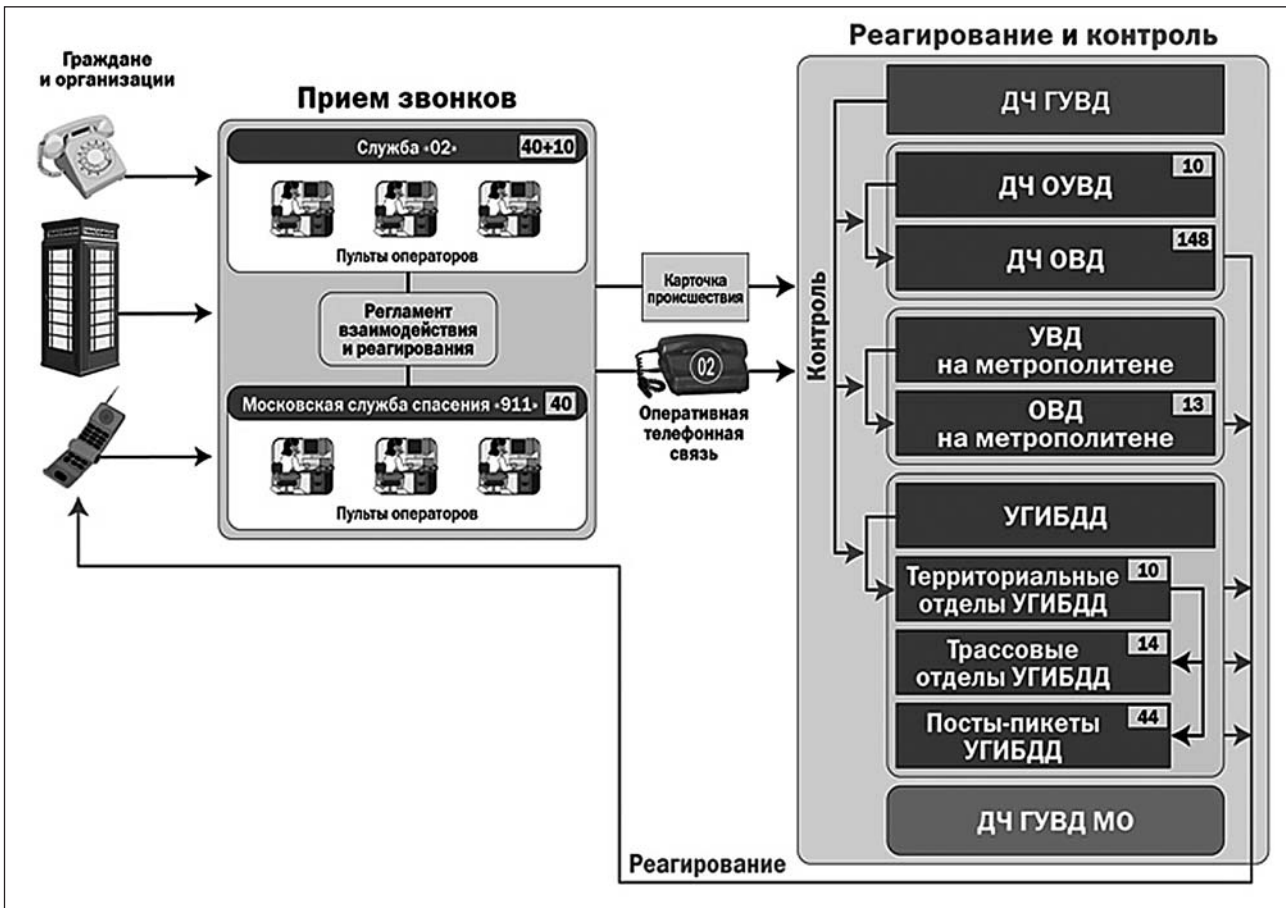 Граждане
и организации
Прием звонков
Служба «02»
40+10
Пульты операторов
Регламент
взаимодействия
и реагирования
Московская служба спасения «911»
40
Пульты операторов
Карточка
происшествия
02
Оперативная
телефонная
связь
Реагирование и контроль
Контроль
ДЧ ГУВД
ДЧ ОУВД
10
ДЧ ОВД
148
УВД
на метрополитене
ОВД
на метрополитене
13
УГИБДД
Территориальные
отделы УГИБДД
10
Трассовые
отделы УГИБДД
14
Посты-пикеты
УГИБДД
44
ДЧ ГУВД МО
Реагирование